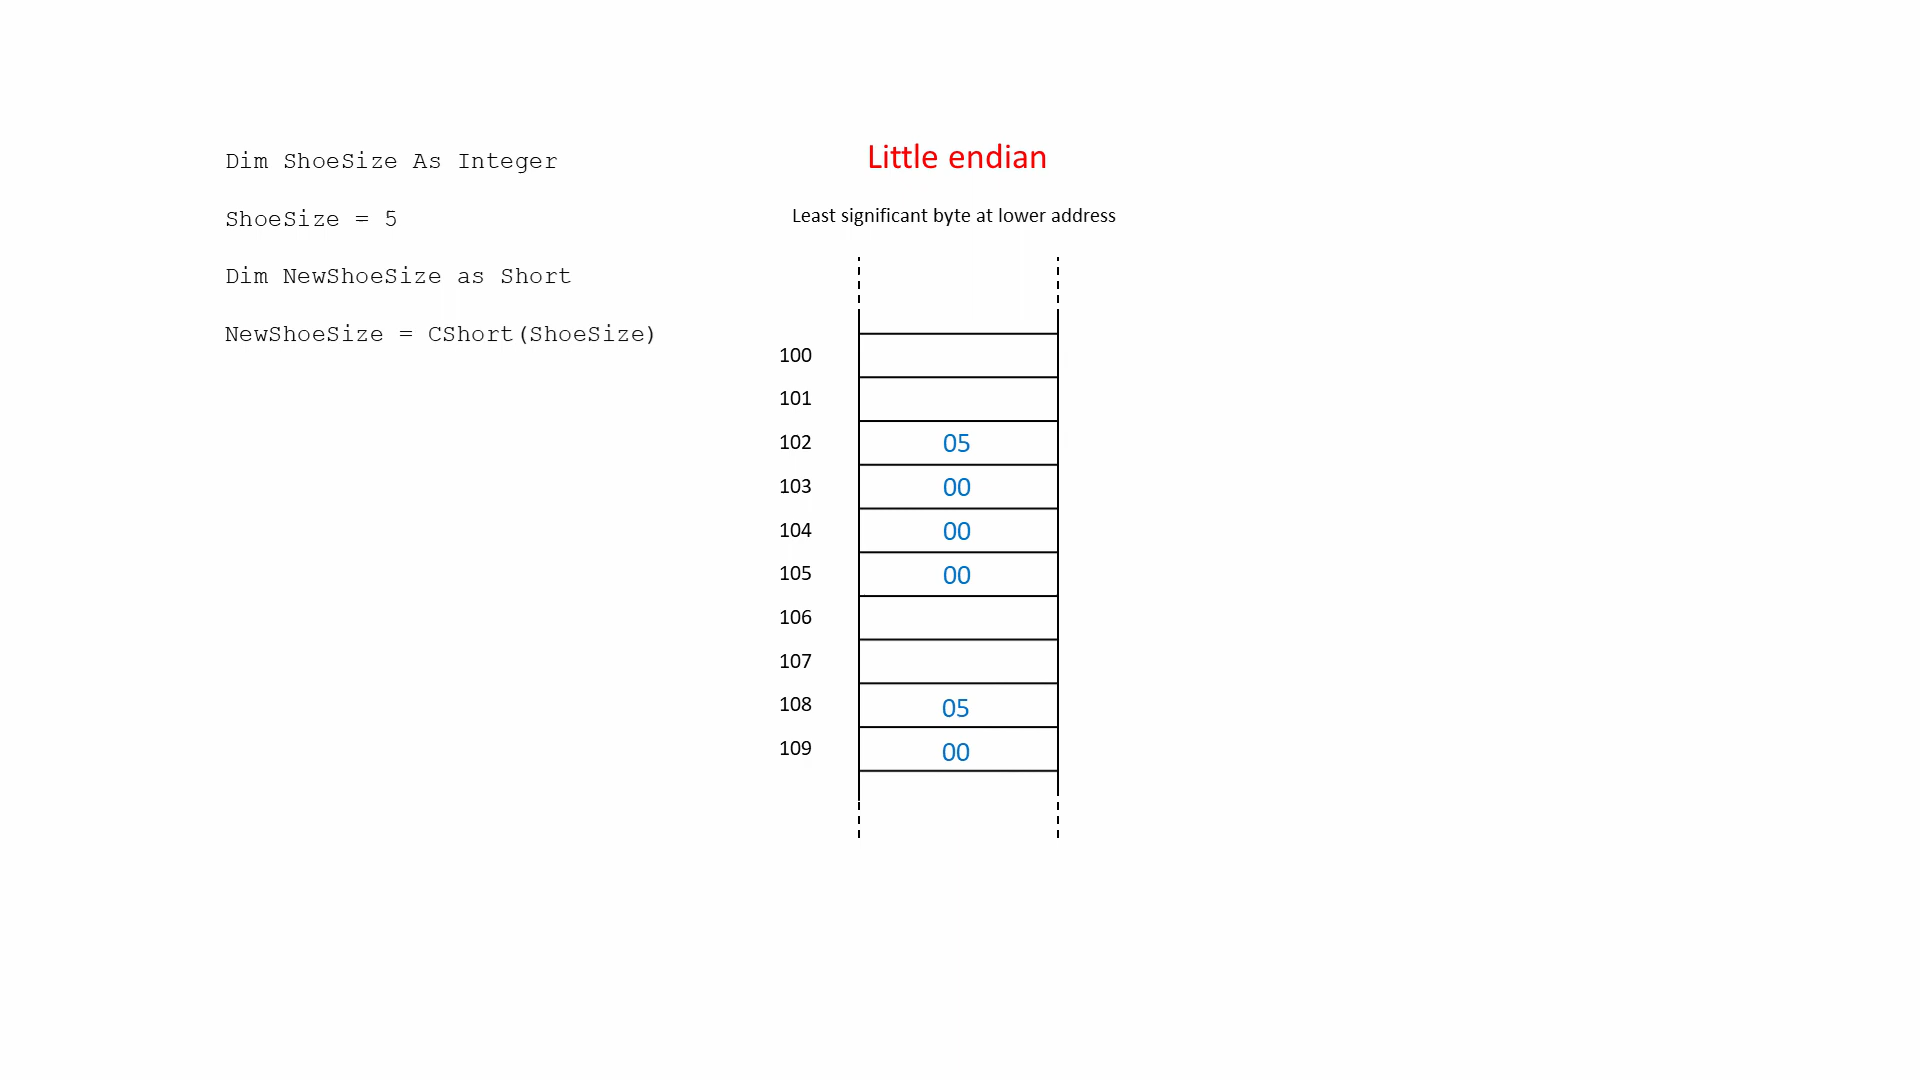 Dim ShoeSize As Integer
ShoeSize = 5
Dim NewShoeSize as Short
NewShoeSize = CShort(ShoeSize)
Little endian
Least significant byte at lower address
100
101
102 05
103 00
104 00
105 00
106
107
108 05
109 00